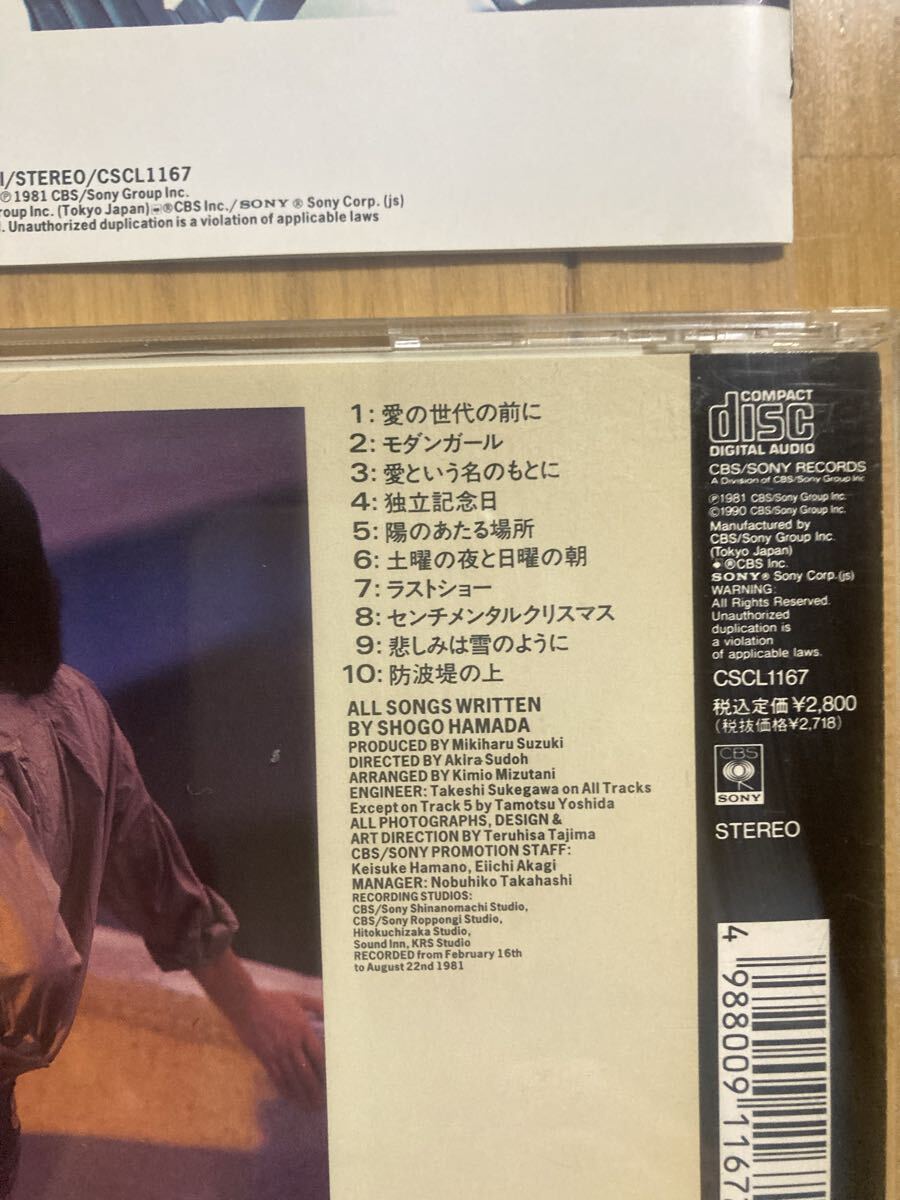 I/STEREO/CSCL1167
℗1981 CBS/Sony Group Inc.
roup Inc. (Tokyo Japan) ®CBS Inc./SONY ® Sony Corp. (js)
. Unauthorized duplication is a violation of applicable laws
1: 愛の世代の前に
2: モダンガール
3: 愛という名のもとに
4: 独立記念日
5: 陽のあたる場所
6: 土曜の夜と日曜の朝
7: ラストショー
8: センチメンタルクリスマス
9: 悲しみは雪のように
10: 防波堤の上
ALL SONGS WRITTEN
BY SHOGO HAMADA
PRODUCED BY Mikiharu Suzuki
DIRECTED BY Akira Sudoh
ARRANGED BY Kimio Mizutani
ENGINEER: Takeshi Sukegawa on All Tracks
Except on Track 5 by Tamotsu Yoshida
ALL PHOTOGRAPHS, DESIGN &
ART DIRECTION BY Teruhisa Tajima
CBS/SONY PROMOTION STAFF:
Keisuke Hamano, Eiichi Akagi
MANAGER: Nobuhiko Takahashi
RECORDING STUDIOS:
CBS/Sony Shinanomachi Studio,
CBS/Sony Roppongi Studio,
Hitokuchizaka Studio,
Sound Inn, KRS Studio
RECORDED from February 16th
to August 22nd 1981
COMPACT
disc
DIGITAL AUDIO
CBS/SONY RECORDS
A Division of CBS/Sony Group Inc.
℗1981 CBS/Sony Group Inc.
©1990 CBS/Sony Group Inc.
Manufactured by
CBS/Sony Group Inc.
(Tokyo Japan)
®CBS Inc.
SONY® Sony Corp. (js)
WARNING:
All Rights Reserved.
Unauthorized
duplication is
a violation
of applicable laws.
CSCL1167
税込定価¥2,800
(税抜価格¥2,718)
CBS
SONY
STEREO
4 988009 1167